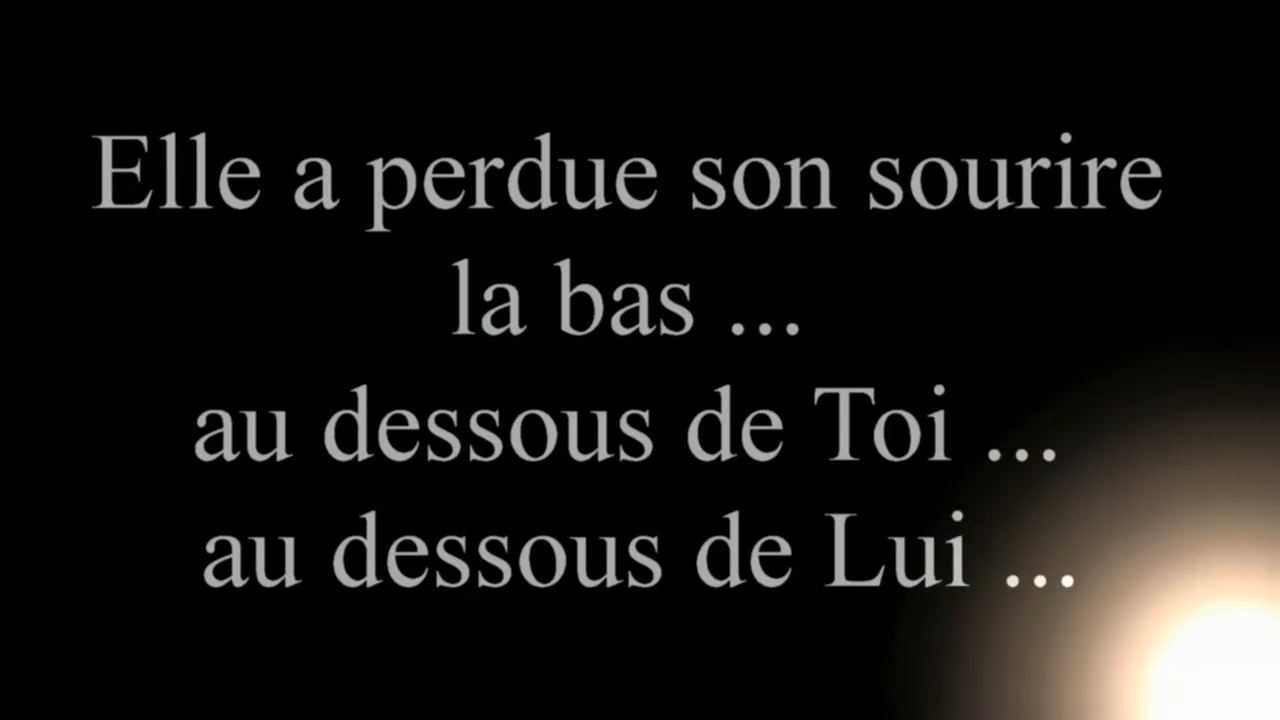 Elle a perdue son sourire
la bas ...
au dessous de Toi ...
au dessous de Lui ...